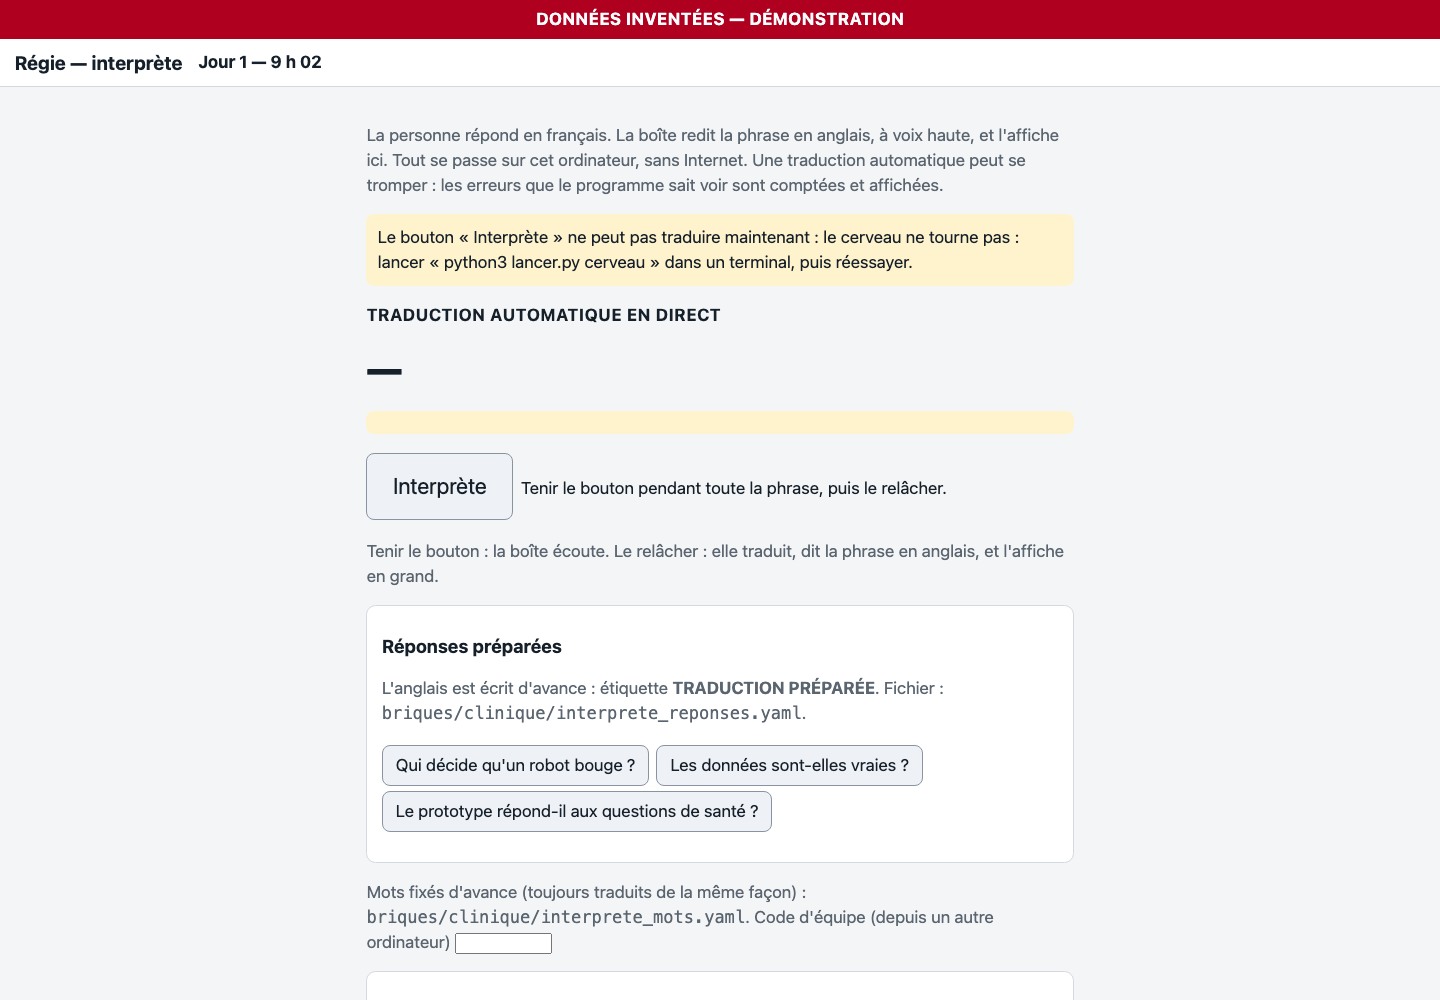 DONNÉES INVENTÉES — DÉMONSTRATION
Régie — interprète Jour 1 — 9 h 02
La personne répond en français. La boîte redit la phrase en anglais, à voix haute, et l'affiche
ici. Tout se passe sur cet ordinateur, sans Internet. Une traduction automatique peut se
tromper : les erreurs que le programme sait voir sont comptées et affichées.
Le bouton « Interprète » ne peut pas traduire maintenant : le cerveau ne tourne pas :
lancer « python3 lancer.py cerveau » dans un terminal, puis réessayer.
TRADUCTION AUTOMATIQUE EN DIRECT
—
Interprète Tenir le bouton pendant toute la phrase, puis le relâcher.
Tenir le bouton : la boîte écoute. Le relâcher : elle traduit, dit la phrase en anglais, et l'affiche
en grand.
Réponses préparées
L'anglais est écrit d'avance : étiquette TRADUCTION PRÉPARÉE. Fichier :
briques/clinique/interprete_reponses.yaml.
Qui décide qu'un robot bouge ? Les données sont-elles vraies ?
Le prototype répond-il aux questions de santé ?
Mots fixés d'avance (toujours traduits de la même façon) :
briques/clinique/interprete_mots.yaml. Code d'équipe (depuis un autre
ordinateur)